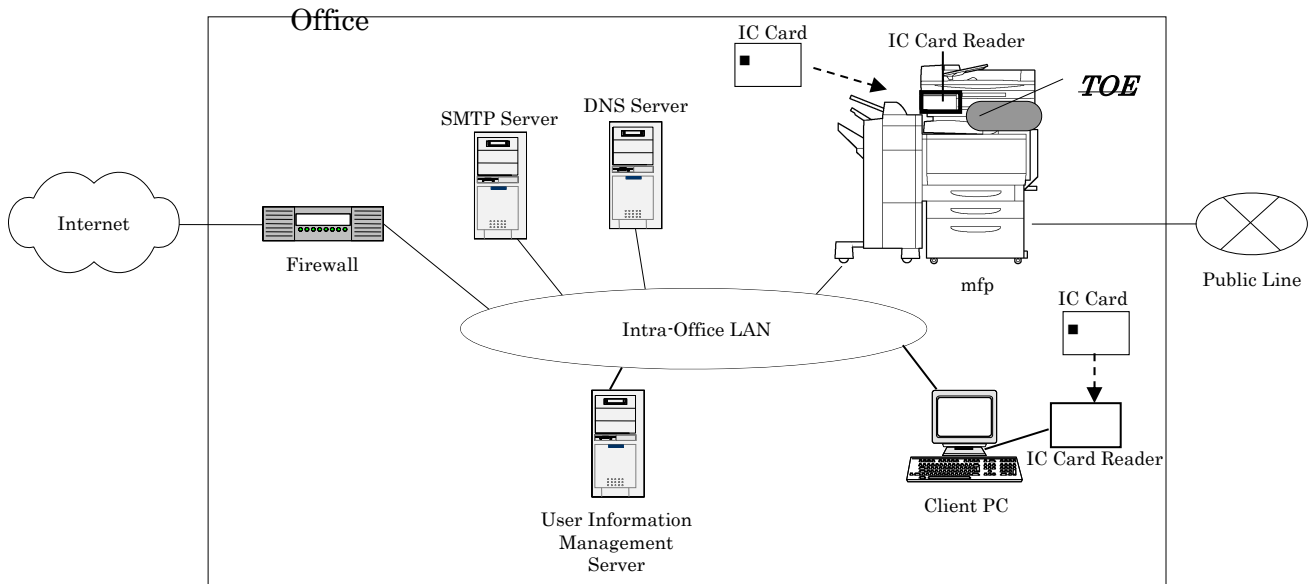 Office
IC Card
IC Card Reader
TOE
DNS Server
SMTP Server
Internet
Firewall
mfp
Public Line
IC Card
Intra-Office LAN
IC Card Reader
Client PC
User Information
Management
Server